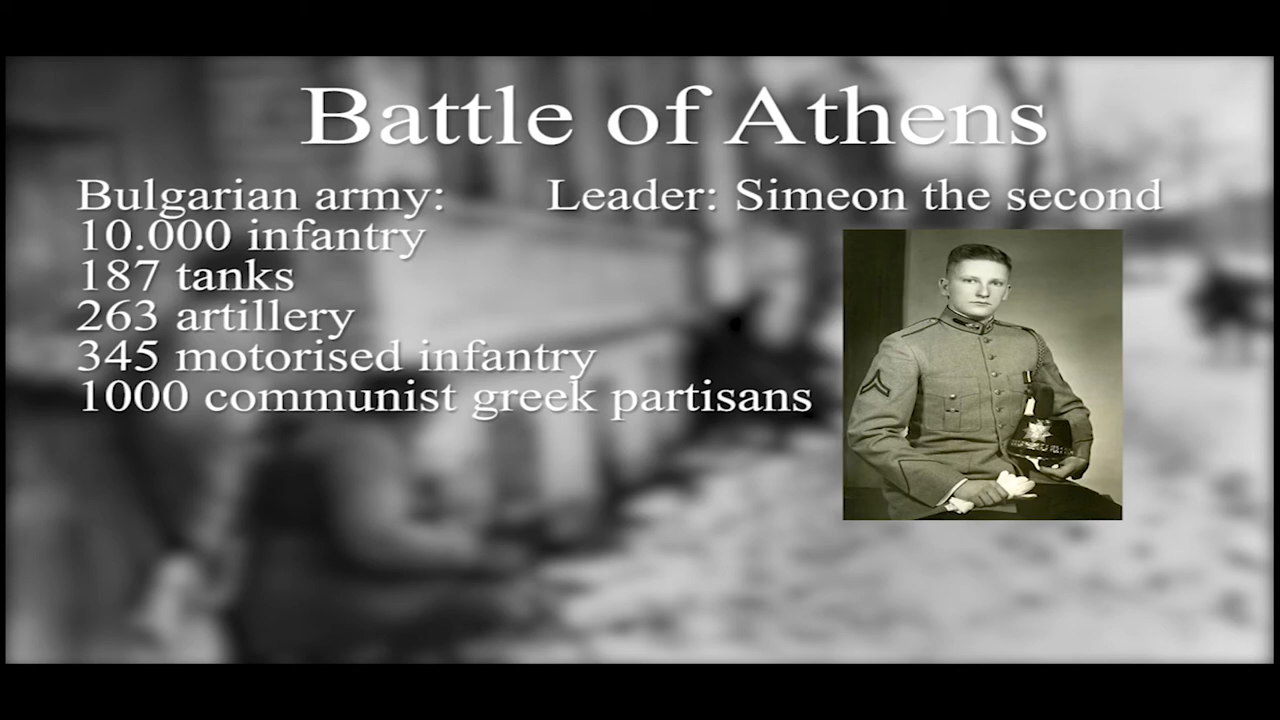 Battle of Athens
Bulgarian army:
10.000 infantry
187 tanks
263 artillery
345 motorised infantry
1000 communist greek partisans
Leader: Simeon the second